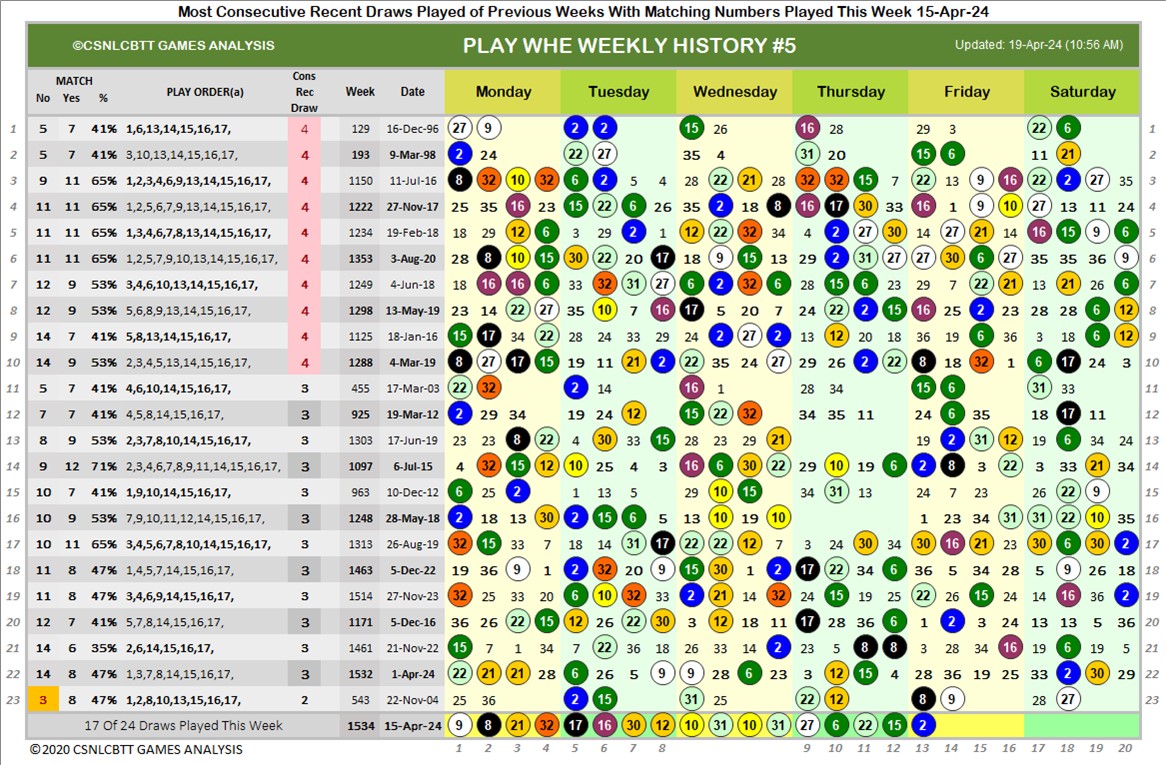 Most Consecutive Recent Draws Played of Previous Weeks With Matching Numbers Played This Week 15-Apr-24
©CSNLCBTT GAMES ANALYSIS PLAY WHE WEEKLY HISTORY #5 Updated: 19-Apr-24 (10:56 AM)
MATCH
No Yes % PLAY ORDER(a) Cons Rec Draw Week Date Monday Tuesday Wednesday Thursday Friday Saturday
1 5 7 41% 1,6,13,14,15,16,17, 4 129 16-Dec-96 27 9 2 2 15 26 16 28 29 3 22 6 1
2 5 7 41% 3,10,13,14,15,16,17, 4 193 9-Mar-98 2 24 22 27 35 4 31 20 15 6 11 21 2
3 9 11 65% 1,2,3,4,6,9,13,14,15,16,17, 4 1150 11-Jul-16 8 32 10 32 6 2 5 4 28 22 21 28 32 32 15 7 22 13 9 16 22 2 27 35 3
4 11 11 65% 1,2,5,6,7,9,13,14,15,16,17, 4 1222 27-Nov-17 25 35 16 23 15 22 6 26 35 2 18 8 16 17 30 33 16 1 9 10 27 13 11 24 4
5 11 11 65% 1,3,4,6,7,8,13,14,15,16,17, 4 1234 19-Feb-18 18 29 12 6 3 29 2 1 12 22 32 34 4 2 27 30 14 27 21 14 16 15 9 6 5
6 11 11 65% 1,2,5,7,9,10,13,14,15,16,17, 4 1353 3-Aug-20 28 8 10 15 30 22 20 17 18 9 15 13 29 2 31 27 27 30 6 27 35 35 36 9 6
7 12 9 53% 3,4,6,10,13,14,15,16,17, 4 1249 4-Jun-18 18 16 16 6 33 32 31 27 6 2 32 6 28 15 6 31 29 7 22 21 13 21 26 6 7
8 12 9 53% 5,6,8,9,13,14,15,16,17, 4 1298 13-May-19 23 14 22 27 35 10 7 16 17 5 20 7 24 22 2 15 16 25 2 28 28 28 6 12 8
9 14 7 41% 5,8,13,14,15,16,17, 4 1125 18-Jan-16 15 17 34 22 28 24 33 29 24 2 27 2 13 12 20 18 36 19 6 36 3 18 6 12 9
10 14 9 53% 2,3,4,5,13,14,15,16,17, 4 1288 4-Mar-19 8 27 17 15 19 11 21 2 22 35 24 27 29 26 2 22 8 18 32 1 6 17 24 3 10
11 5 7 41% 4,6,10,14,15,16,17, 3 455 17-Mar-03 22 32 2 14 16 1 28 34 15 6 31 33 11
12 7 7 41% 4,5,8,14,15,16,17, 3 925 19-Mar-12 2 29 34 19 24 12 15 22 32 34 35 11 24 6 35 18 17 11 12
13 8 9 53% 2,3,7,8,10,14,15,16,17, 3 1303 17-Jun-19 23 23 8 22 4 30 33 15 28 23 29 21 19 2 31 12 19 6 34 24 13
14 9 12 71% 2,3,4,6,7,8,9,11,14,15,16,17, 3 1097 6-Jul-15 4 32 15 12 10 25 4 3 16 6 30 22 29 10 19 6 2 8 3 22 3 33 21 34 14
15 10 7 41% 1,9,10,14,15,16,17, 3 963 10-Dec-12 6 25 2 1 13 5 29 10 15 34 31 13 24 7 23 26 22 9 15
16 10 9 53% 7,9,10,11,12,14,15,16,17, 3 1248 28-May-18 2 18 13 30 2 15 6 5 13 10 19 10 1 23 34 31 31 22 10 35 16
17 10 11 65% 3,4,5,6,7,8,10,14,15,16,17, 3 1313 26-Aug-19 32 15 33 7 18 14 31 17 22 22 12 7 3 24 30 34 30 16 21 23 30 6 30 2 17
18 11 8 47% 1,4,5,7,14,15,16,17, 3 1463 5-Dec-22 19 36 9 1 2 32 20 9 15 30 1 2 17 22 34 6 36 5 34 28 5 9 26 18 18
19 11 8 47% 3,4,6,9,14,15,16,17, 3 1514 27-Nov-23 32 25 33 20 6 10 32 33 2 21 14 32 24 15 19 25 22 26 15 24 14 16 36 2 19
20 12 7 41% 5,7,8,14,15,16,17, 3 1171 5-Dec-16 36 26 22 15 12 26 22 30 3 12 18 11 17 28 36 6 1 2 3 24 13 13 5 36 20
21 14 6 35% 2,6,14,15,16,17, 3 1461 21-Nov-22 15 7 1 34 7 22 36 18 26 33 14 2 23 5 8 8 3 28 34 16 19 6 19 5 21
22 14 8 47% 1,3,7,8,14,15,16,17, 3 1532 1-Apr-24 22 21 21 28 6 26 5 9 9 28 6 23 3 12 15 4 28 36 19 25 33 2 30 29 22
23 3 8 47% 1,2,8,10,13,15,16,17, 2 543 22-Nov-04 25 36 2 15 31 25 22 12 8 9 28 27 23
17 Of 24 Draws Played This Week 1534 15-Apr-24 9 8 21 32 17 16 30 12 10 31 10 31 27 6 22 15 2
©2020 CSNLCBTT GAMES ANALYSIS 1 2 3 4 5 6 7 8 9 10 11 12 13 14 15 16 17 18 19 20